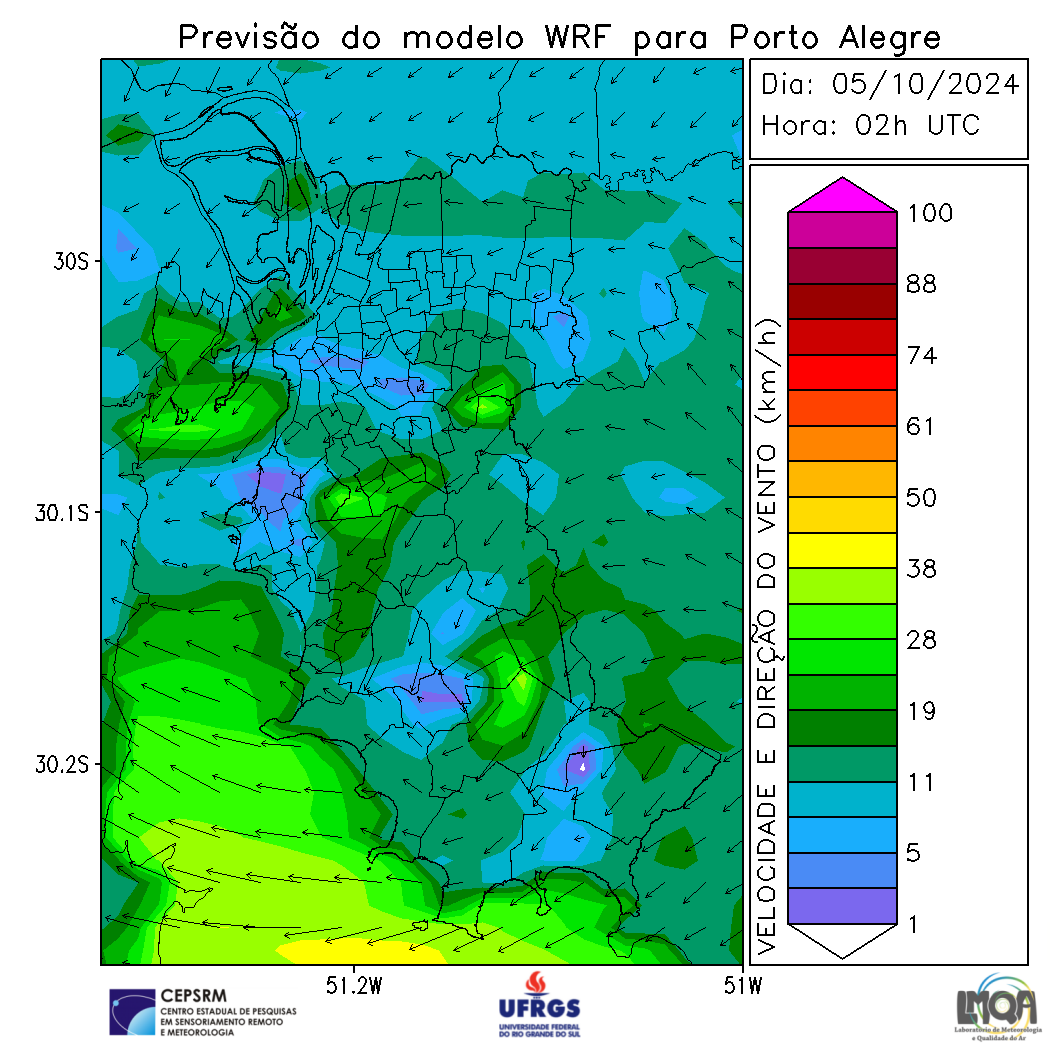 Previsão do modelo WRF para Porto Alegre
Dia: 05/10/2024
Hora: 02h UTC
30S
30.1S
30.2S
51.2W
51W
VELOCIDADE E DIREÇÃO DO VENTO (km/h)
100
88
74
61
50
38
28
19
11
5
1
CEPSRM
CENTRO ESTADUAL DE PESQUISAS
EM SENSORIAMENTO REMOTO
E METEOROLOGIA
UFRGS
UNIVERSIDADE FEDERAL
DO RIO GRANDE DO SUL
LMQA
Laboratório de Meteorologia
e Qualidade do Ar